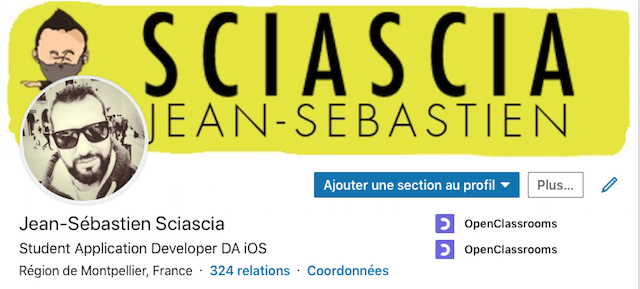 SCIASCIA
JEAN-SEBASTIEN
Ajouter une section au profil
Plus...
Jean-Sébastien Sciascia
OpenClassrooms
Student Application Developer DA iOS
OpenClassrooms
Région de Montpellier, France · 324 relations · Coordonnées